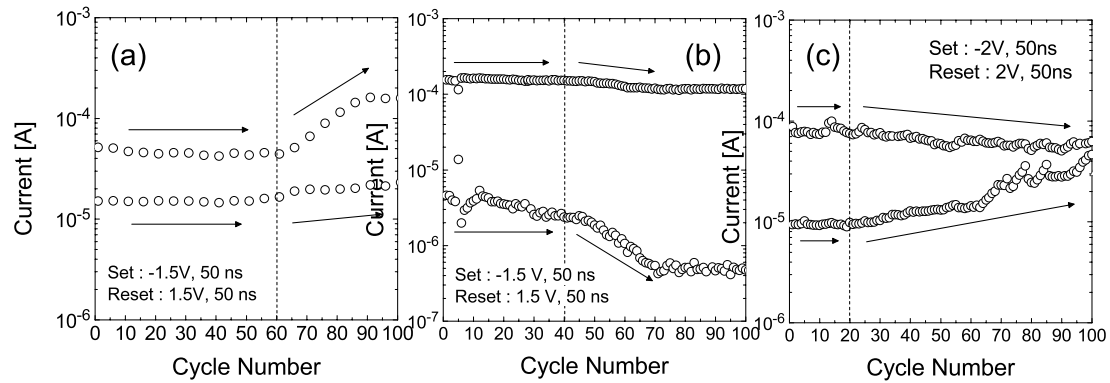 10^-3
10^-4
10^-5
10^-6
Current [A]
(a)
Set : -1.5V, 50 ns
Reset : 1.5V, 50 ns
0 10 20 30 40 50 60 70 80 90 100
Cycle Number
10^-3
10^-4
10^-5
10^-6
10^-7
Current [A]
(b)
Set : -1.5 V, 50 ns
Reset : 1.5 V, 50 ns
0 10 20 30 40 50 60 70 80 90 100
Cycle Number
10^-3
10^-4
10^-5
10^-6
Current [A]
(c)
Set : -2V, 50ns
Reset : 2V, 50ns
0 10 20 30 40 50 60 70 80 90 100
Cycle Number